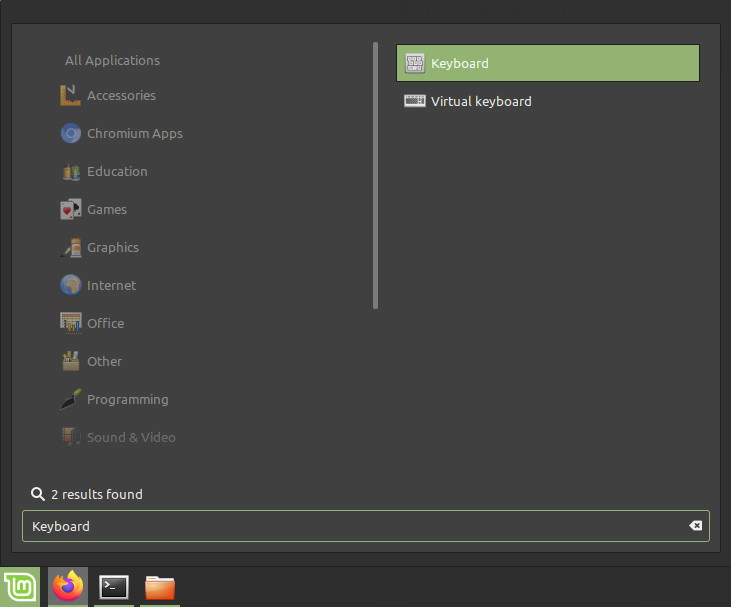 All Applications
Accessories
Chromium Apps
Education
Games
Graphics
Internet
Office
Other
Programming
Sound & Video
Keyboard
Virtual keyboard
2 results found
Keyboard